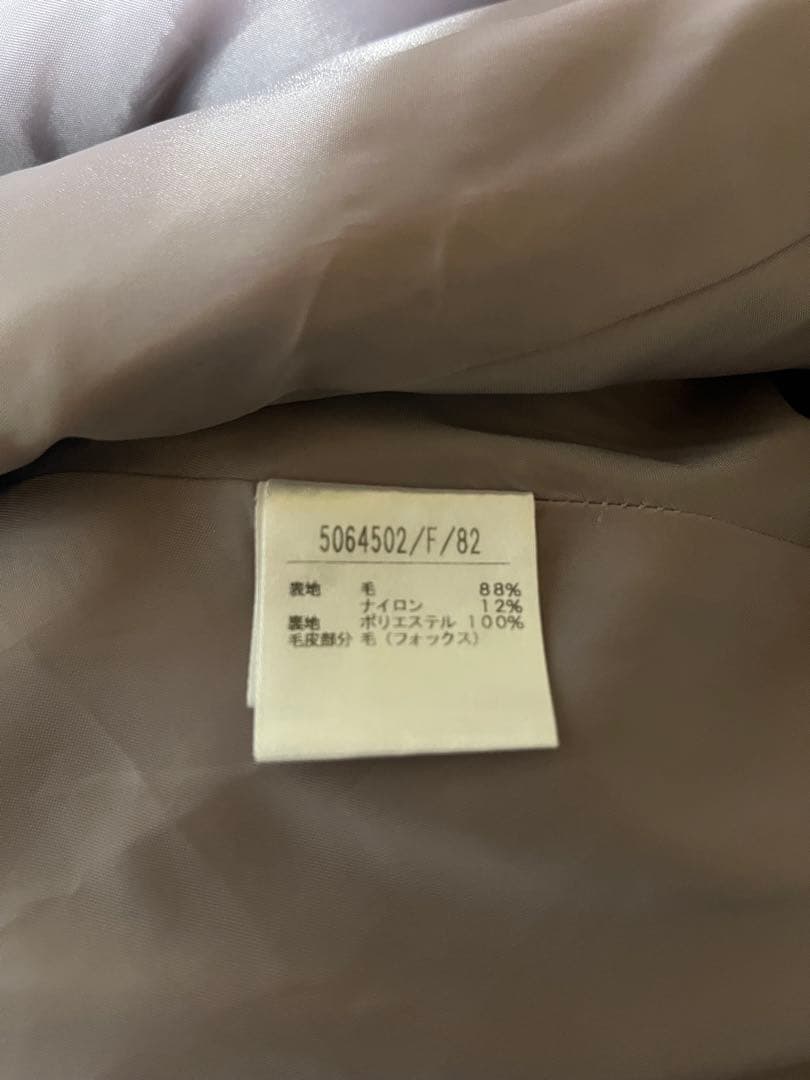 5064502/F/82
表地 毛 88%
ナイロン 12%
裏地 ポリエステル 100%
毛皮部分 毛(フォックス)